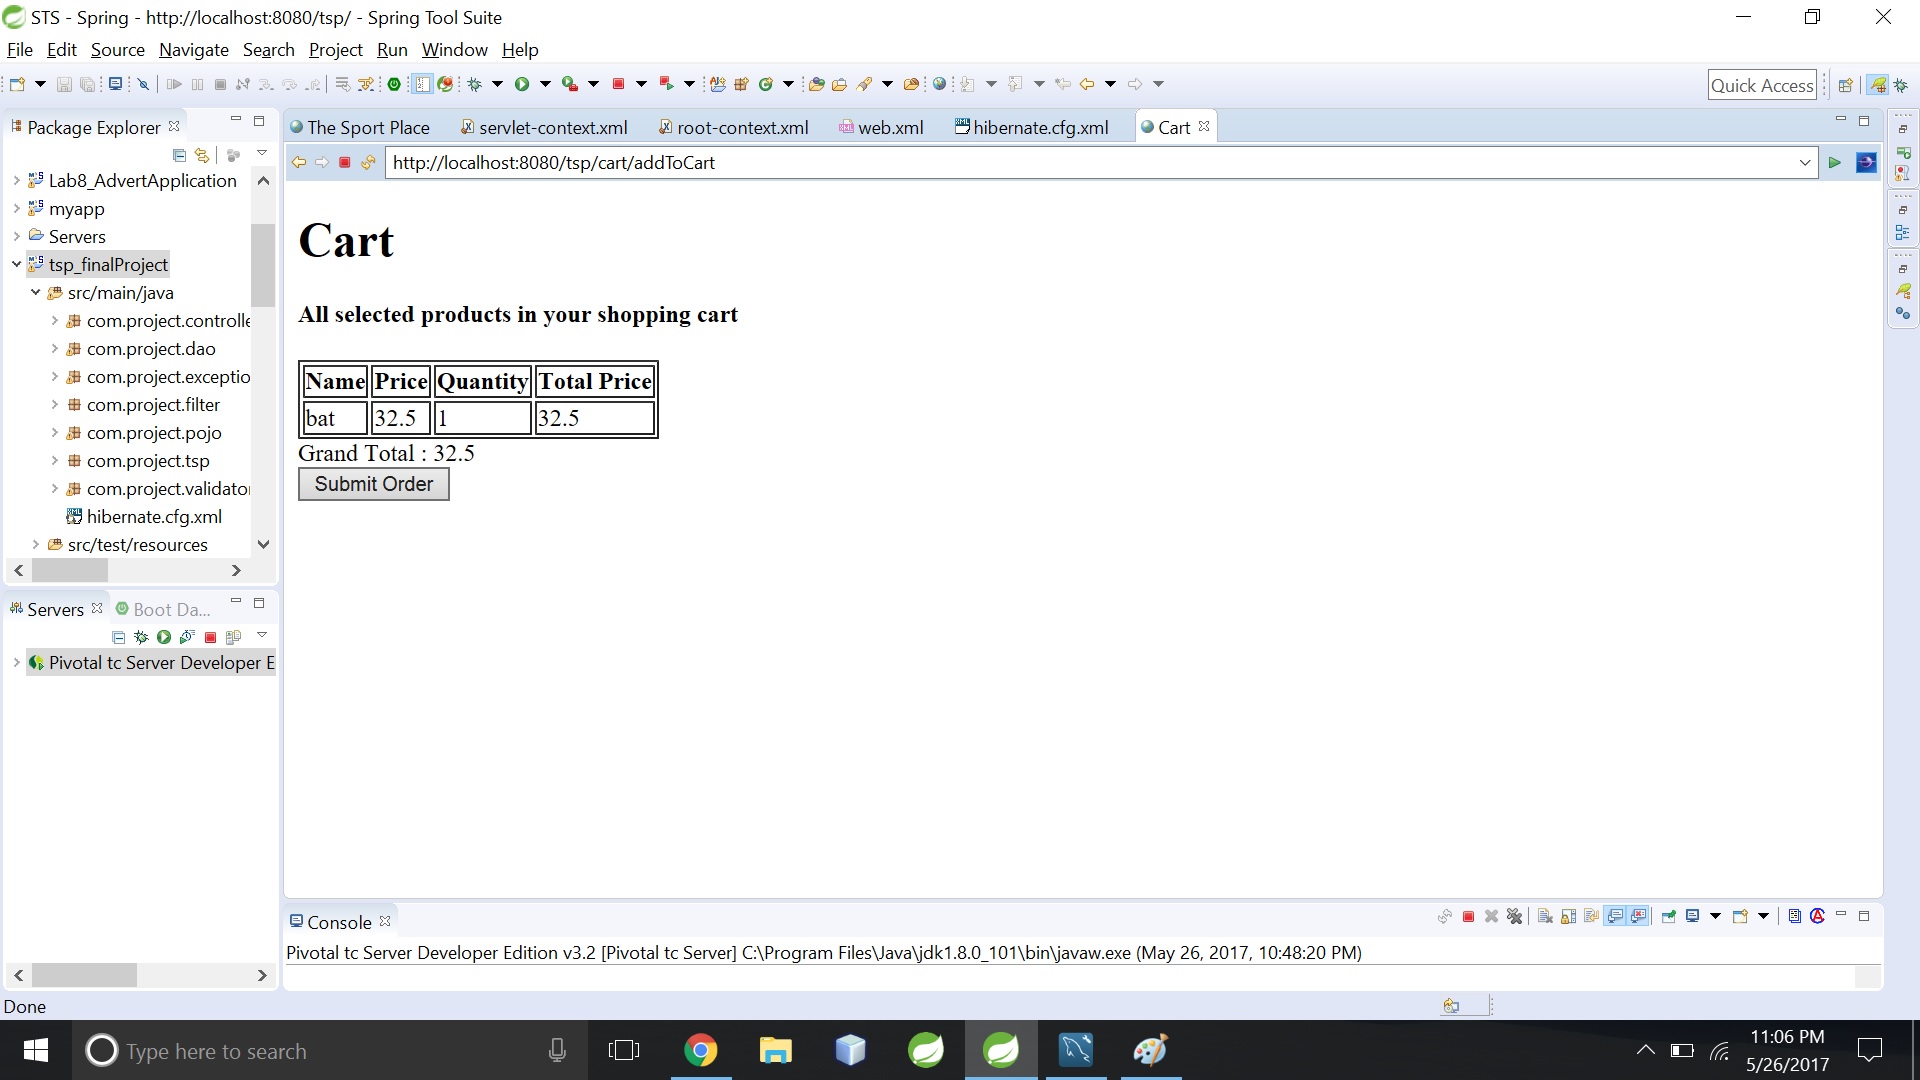 STS - Spring - http://localhost:8080/tsp/ - Spring Tool Suite
File Edit Source Navigate Search Project Run Window Help
Quick Access
Package Explorer
The Sport Place servlet-context.xml root-context.xml web.xml hibernate.cfg.xml Cart
http://localhost:8080/tsp/cart/addToCart
Lab8_AdvertApplication
myapp
Servers
tsp_finalProject
src/main/java
com.project.controlle
com.project.dao
com.project.exceptio
com.project.filter
com.project.pojo
com.project.tsp
com.project.validato
hibernate.cfg.xml
src/test/resources
Cart
All selected products in your shopping cart
Name Price Quantity Total Price
bat 32.5 1 32.5
Grand Total : 32.5
Submit Order
Servers Boot Da...
Pivotal tc Server Developer E
Console
Pivotal tc Server Developer Edition v3.2 [Pivotal tc Server] C:\Program Files\Java\jdk1.8.0_101\bin\javaw.exe (May 26, 2017, 10:48:20 PM)
Done
Type here to search
11:06 PM
5/26/2017